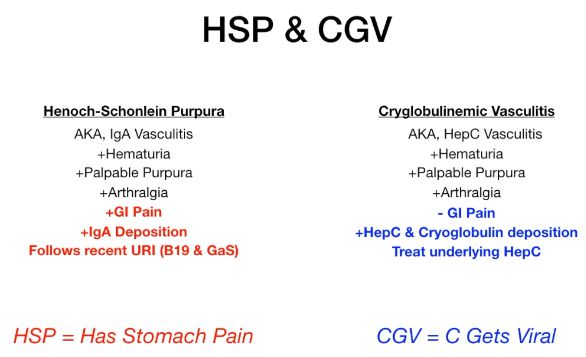 HSP & CGV
Henoch-Schonlein Purpura
AKA, IgA Vasculitis
+Hematuria
+Palpable Purpura
+Arthralgia
+GI Pain
+IgA Deposition
Follows recent URI (B19 & GaS)
HSP = Has Stomach Pain
Cryglobulinemic Vasculitis
AKA, HepC Vasculitis
+Hematuria
+Palpable Purpura
+Arthralgia
- GI Pain
+HepC & Cryoglobulin deposition
Treat underlying HepC
CGV = C Gets Viral